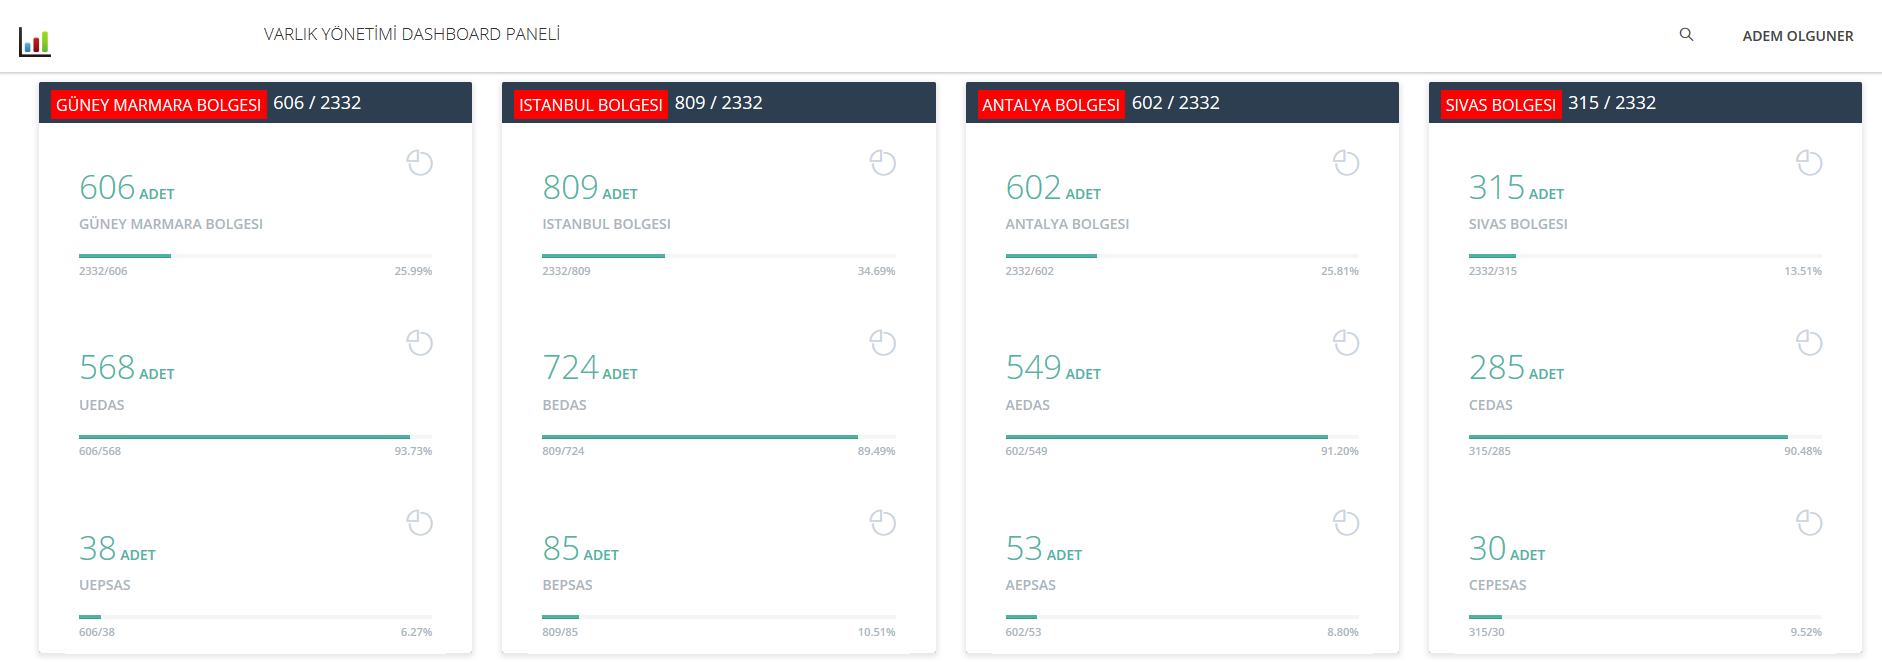 VARLIK YÖNETİMİ DASHBOARD PANELİ
ADEM OLGUNER
GÜNEY MARMARA BOLGESI 606 / 2332
606 ADET
GÜNEY MARMARA BOLGESI
2332/606 25.99%
568 ADET
UEDAS
606/568 93.73%
38 ADET
UEPSAS
606/38 6.27%
ISTANBUL BOLGESI 809 / 2332
809 ADET
ISTANBUL BOLGESI
2332/809 34.69%
724 ADET
BEDAS
809/724 89.49%
85 ADET
BEPSAS
809/85 10.51%
ANTALYA BOLGESI 602 / 2332
602 ADET
ANTALYA BOLGESI
2332/602 25.81%
549 ADET
AEDAS
602/549 91.20%
53 ADET
AEPSAS
602/53 8.80%
SIVAS BOLGESI 315 / 2332
315 ADET
SIVAS BOLGESI
2332/315 13.51%
285 ADET
CEDAS
315/285 90.48%
30 ADET
CEPESAS
315/30 9.52%